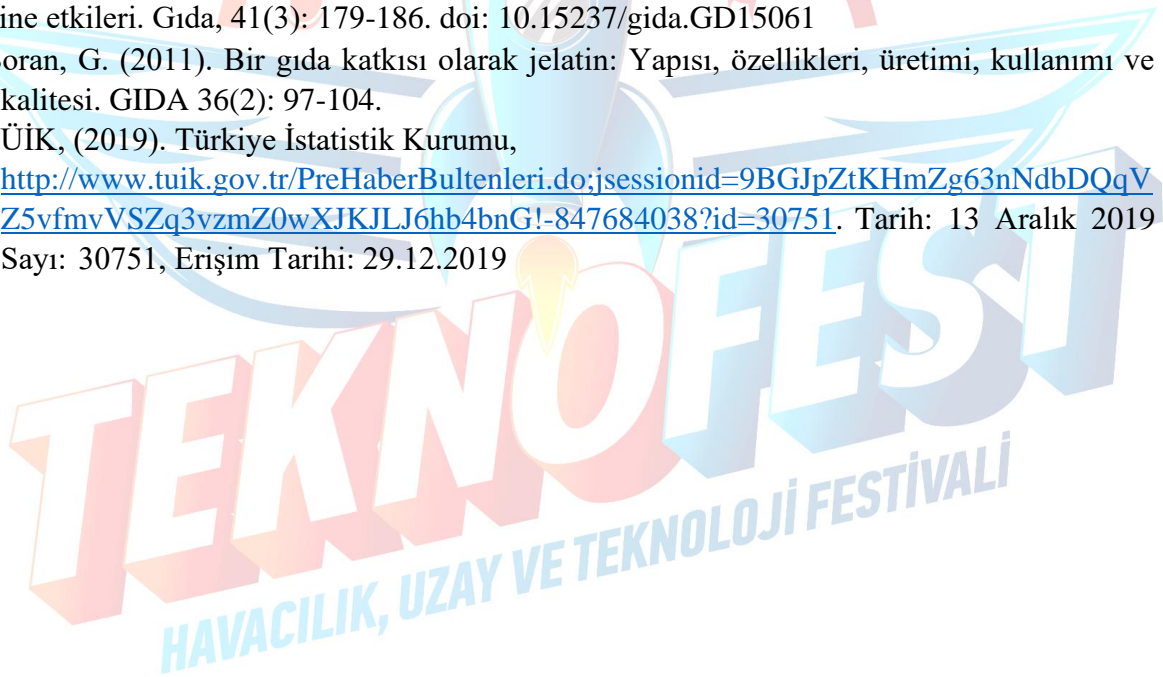 ine etkileri. Gıda, 41(3): 179-186. doi: 10.15237/gida.GD15061
oran, G. (2011). Bir gıda katkısı olarak jelatin: Yapısı, özellikleri, üretimi, kullanımı ve
kalitesi. GIDA 36(2): 97-104.
ÜİK, (2019). Türkiye İstatistik Kurumu,
http://www.tuik.gov.tr/PreHaberBultenleri.do;jsessionid=9BGJpZtKHmZg63nNdbDQqV
Z5vfmvVSZq3vzmZ0wXJKJLJ6hb4bnG!-847684038?id=30751. Tarih: 13 Aralık 2019
Sayı: 30751, Erişim Tarihi: 29.12.2019
TEKNOFEST
HAVACILIK, UZAY VE TEKNOLOJİ FESTİVALİ